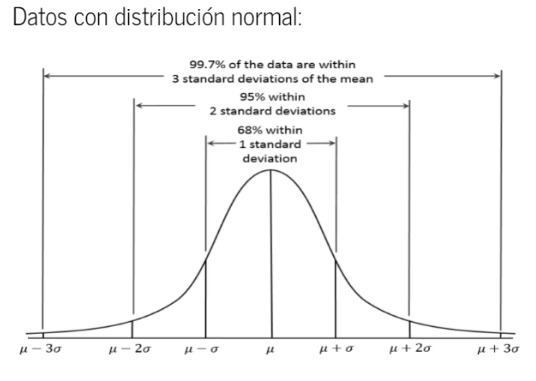 Datos con distribución normal:
99.7% of the data are within
3 standard deviations of the mean
95% within
2 standard deviations
68% within
1 standard
deviation
μ − 3σ μ − 2σ μ − σ μ μ + σ μ + 2σ μ + 3σ